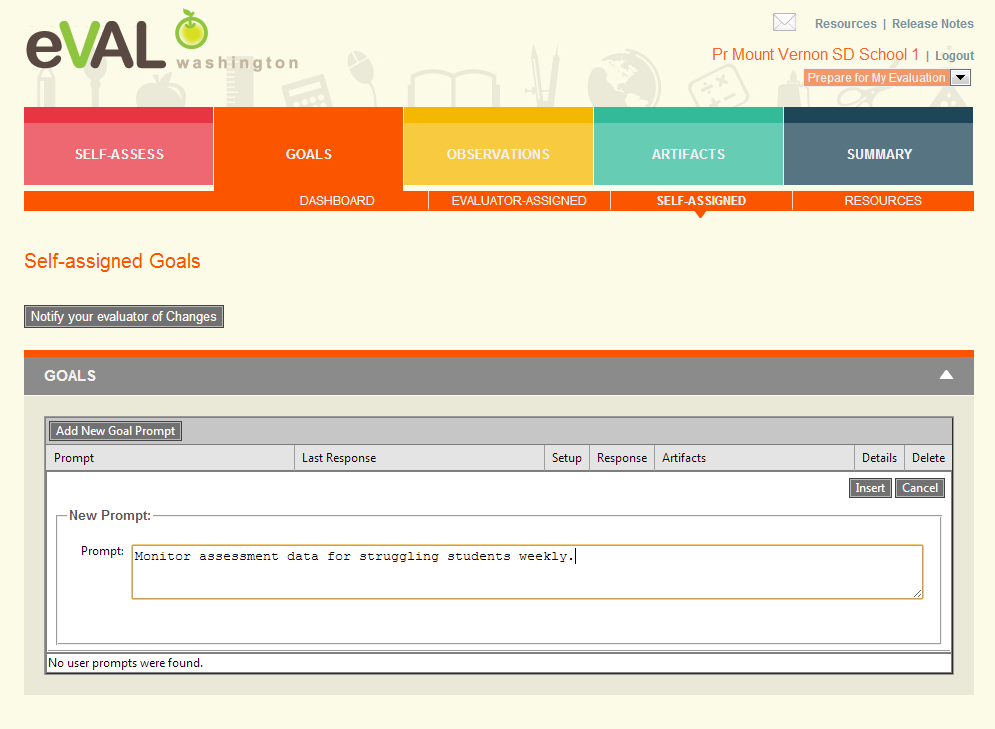 eVAL washington
Resources | Release Notes
Pr Mount Vernon SD School 1 | Logout
Prepare for My Evaluation
SELF-ASSESS GOALS OBSERVATIONS ARTIFACTS SUMMARY
DASHBOARD EVALUATOR-ASSIGNED SELF-ASSIGNED RESOURCES
Self-assigned Goals
Notify your evaluator of Changes
GOALS
Add New Goal Prompt
Prompt Last Response Setup Response Artifacts Details Delete
Insert Cancel
New Prompt:
Prompt: Monitor assessment data for struggling students weekly.
No user prompts were found.